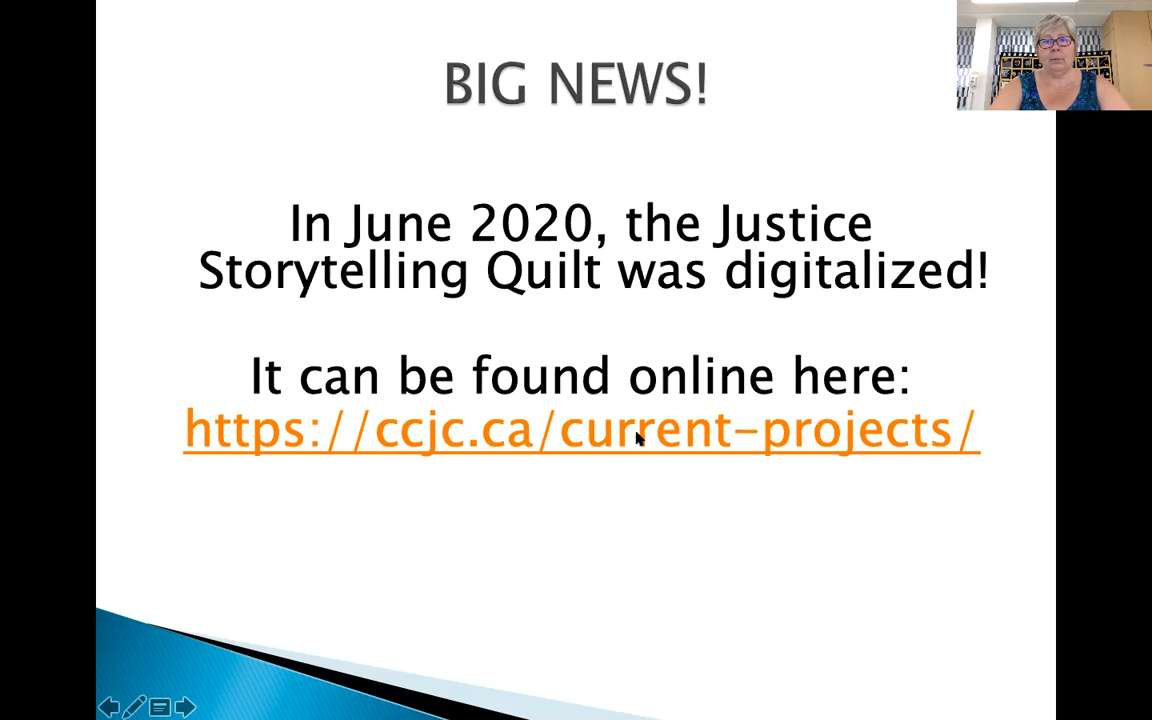 BIG NEWS!
In June 2020, the Justice
Storytelling Quilt was digitalized!
It can be found online here:
https://ccjc.ca/current-projects/